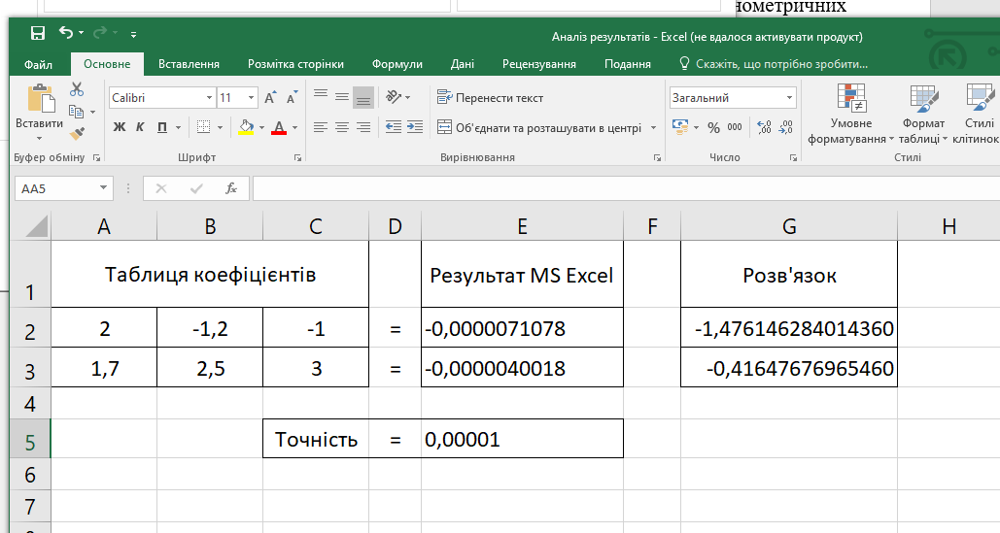 нометричних
Аналіз результатів - Excel (не вдалося активувати продукт)
Файл Основне Вставлення Розмітка сторінки Формули Дані Рецензування Подання Скажіть, що потрібно зробити...
Вставити
Буфер обміну
Calibri 11
Ж К П
Шрифт
Перенести текст
Об'єднати та розташувати в центрі
Вирівнювання
Загальний
% 000
Число
Умовне форматування
Формат таблиці
Стилі клітинок
Стилі
AA5
fx
A B C D E F G H
1 Таблиця коефіцієнтів Результат MS Excel Розв'язок
2 2 -1,2 -1 = -0,0000071078 -1,476146284014360
3 1,7 2,5 3 = -0,0000040018 -0,41647676965460
4
5 Точність = 0,00001
6
7